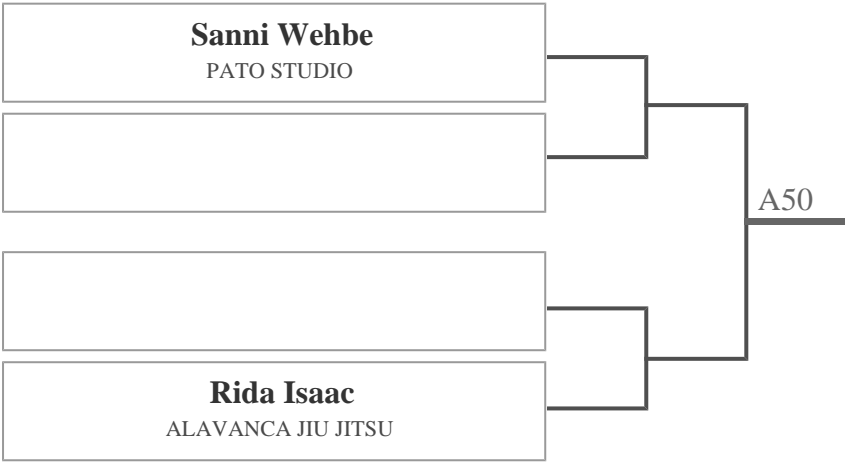 Sanni Wehbe
PATO STUDIO
A50
Rida Isaac
ALAVANCA JIU JITSU